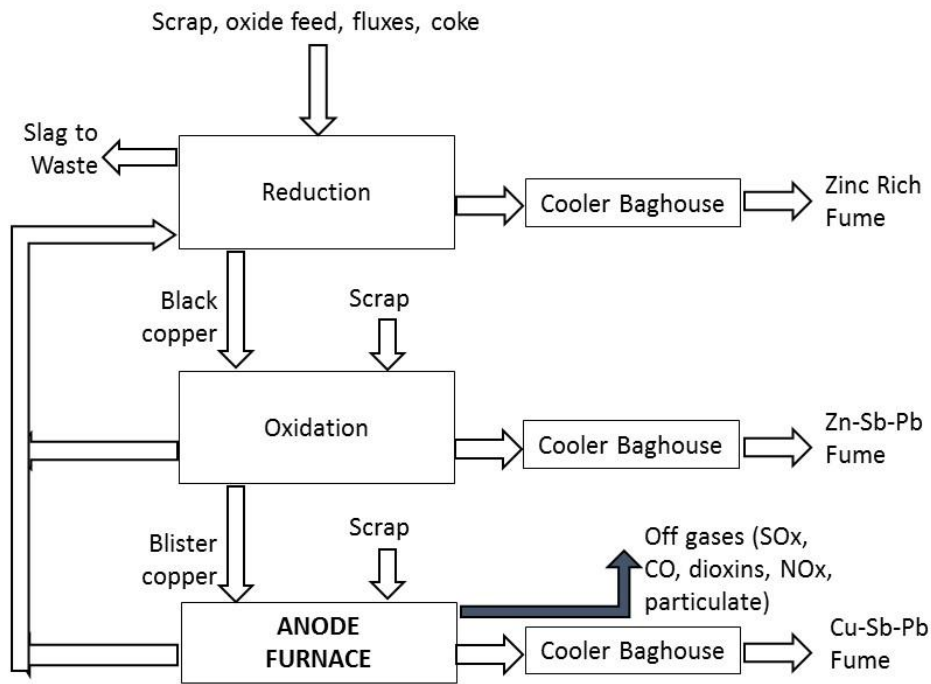 Scrap, oxide feed, fluxes, coke
Slag to
Waste
Reduction
Cooler Baghouse
Zinc Rich
Fume
Black
copper
Scrap
Oxidation
Cooler Baghouse
Zn-Sb-Pb
Fume
Blister
copper
Scrap
Off gases (SOx,
CO, dioxins, NOx,
particulate)
ANODE
FURNACE
Cooler Baghouse
Cu-Sb-Pb
Fume